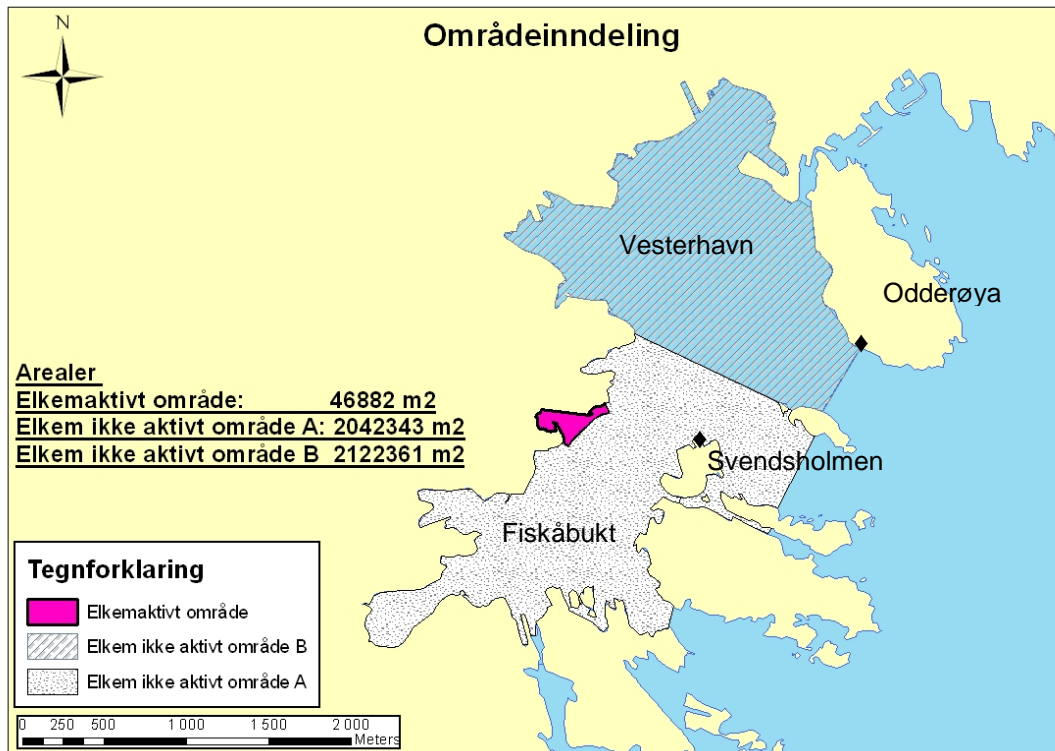 N
Områdeinndeling
Vesterhavn
Odderøya
Arealer
Elkemaktivt område: 46882 m2
Elkem ikke aktivt område A: 2042343 m2
Elkem ikke aktivt område B 2122361 m2
Svendsholmen
Fiskåbukt
Tegnforklaring
Elkemaktivt område
Elkem ikke aktivt område B
Elkem ikke aktivt område A
0 250 500 1 000 1 500 2 000
Meters